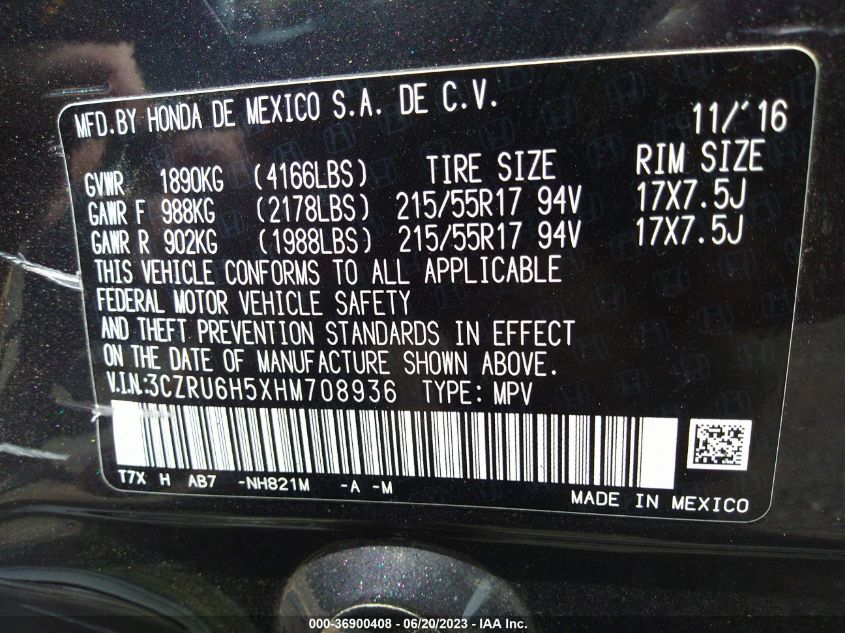 MFD.BY HONDA DE MEXICO S.A. DE C.V. 11/'16
GVWR 1890KG (4166LBS) TIRE SIZE RIM SIZE
GAWR F 988KG (2178LBS) 215/55R17 94V 17X7.5J
GAWR R 902KG (1988LBS) 215/55R17 94V 17X7.5J
THIS VEHICLE CONFORMS TO ALL APPLICABLE
FEDERAL MOTOR VEHICLE SAFETY
AND THEFT PREVENTION STANDARDS IN EFFECT
ON THE DATE OF MANUFACTURE SHOWN ABOVE.
V.I.N.:3CZRU6H5XHM708936 TYPE: MPV
T7X H AB7 -NH821M -A -M
MADE IN MEXICO
000-36900408 - 06/20/2023 - IAA Inc.